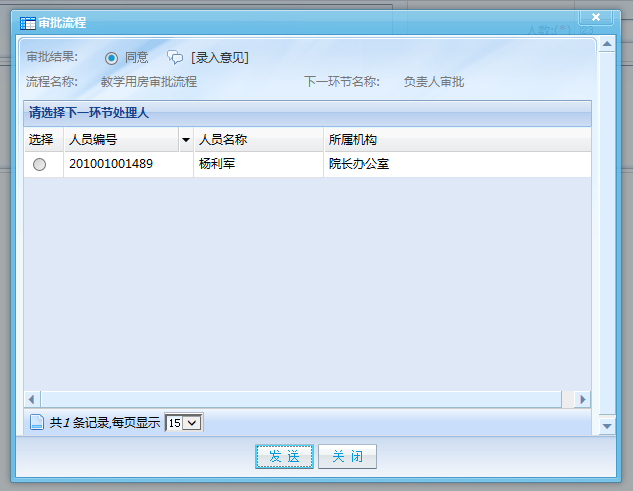 审批流程
人数:(*) 23
审批结果: 同意 [录入意见]
流程名称: 教学用房审批流程 下一环节名称: 负责人审批
请选择下一环节处理人
选择 人员编号 人员名称 所属机构
201001001489 杨利军 院长办公室
共1条记录,每页显示 15
发 送 关 闭